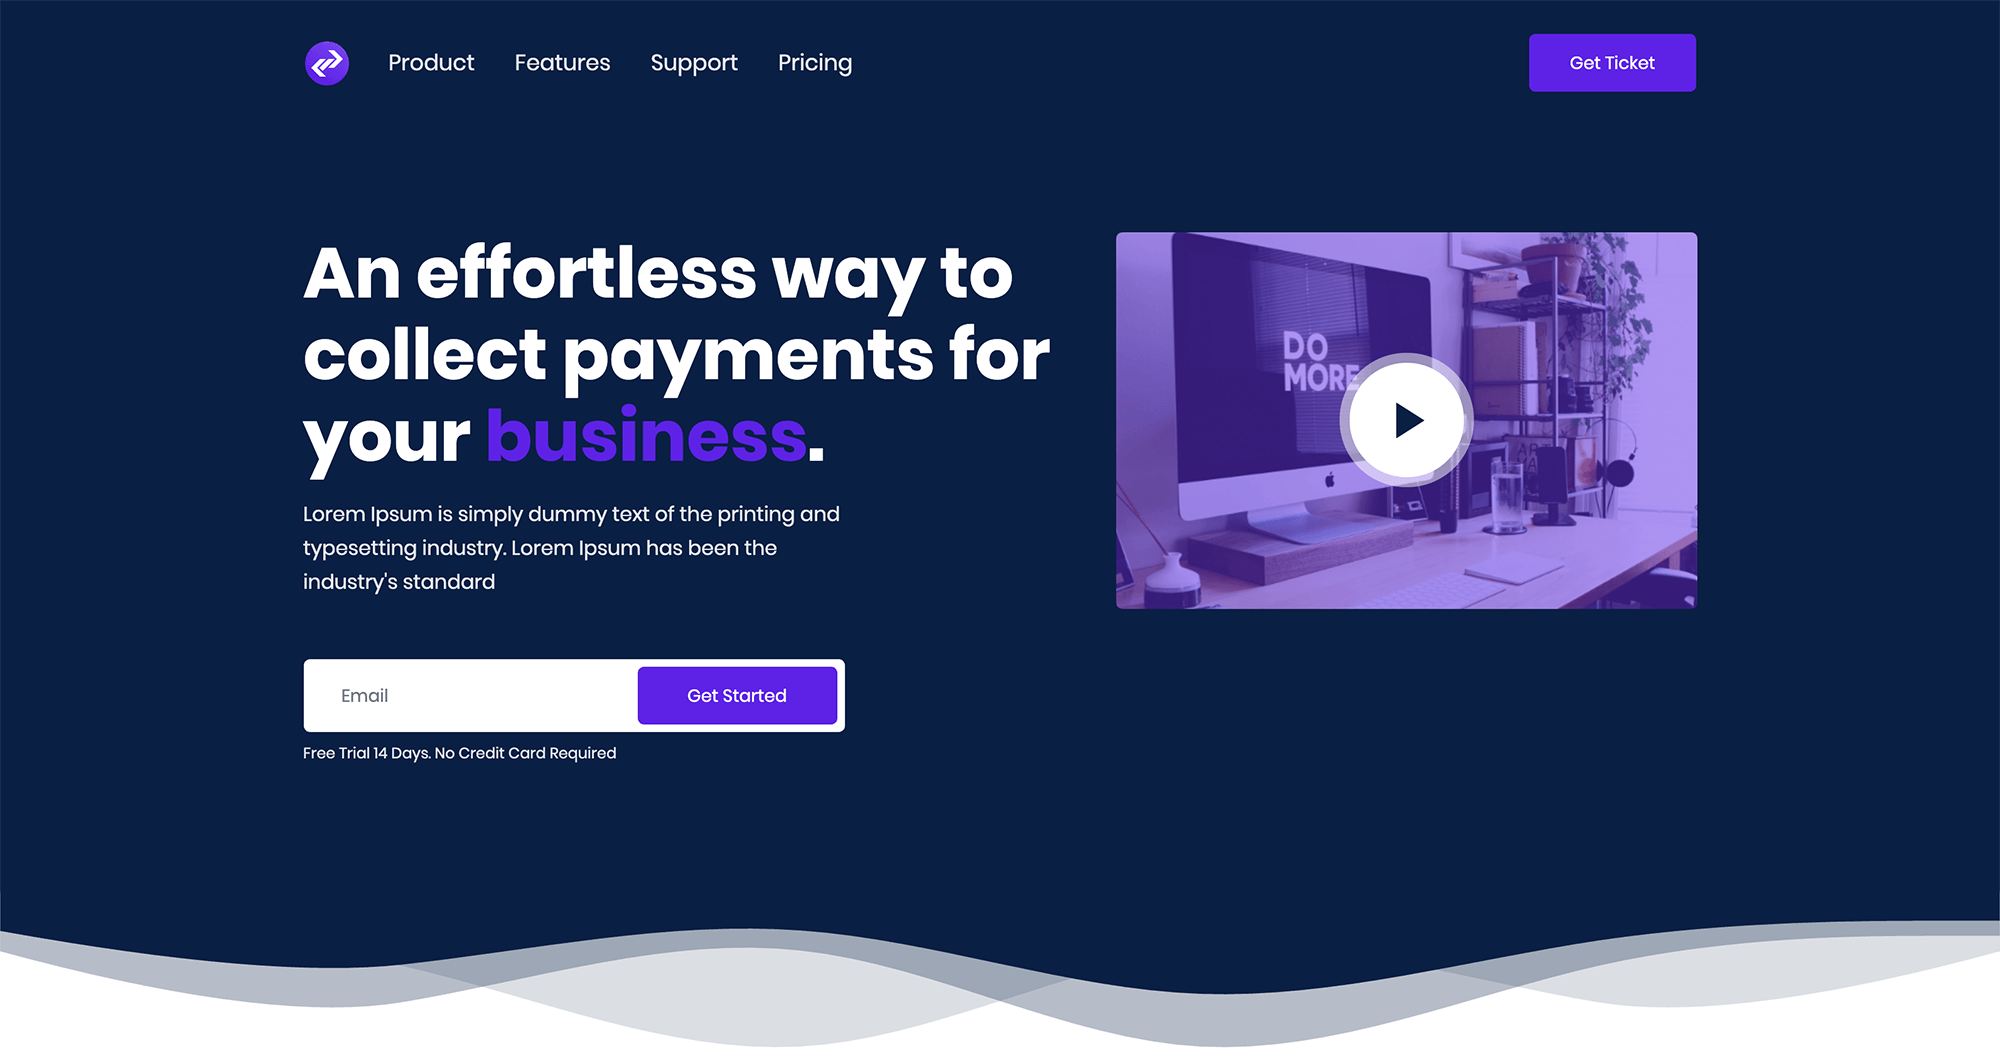 Product Features Support Pricing Get Ticket
An effortless way to
collect payments for
your business.
DO
MORE
Lorem Ipsum is simply dummy text of the printing and
typesetting industry. Lorem Ipsum has been the
industry's standard
Email Get Started
Free Trial 14 Days. No Credit Card Required